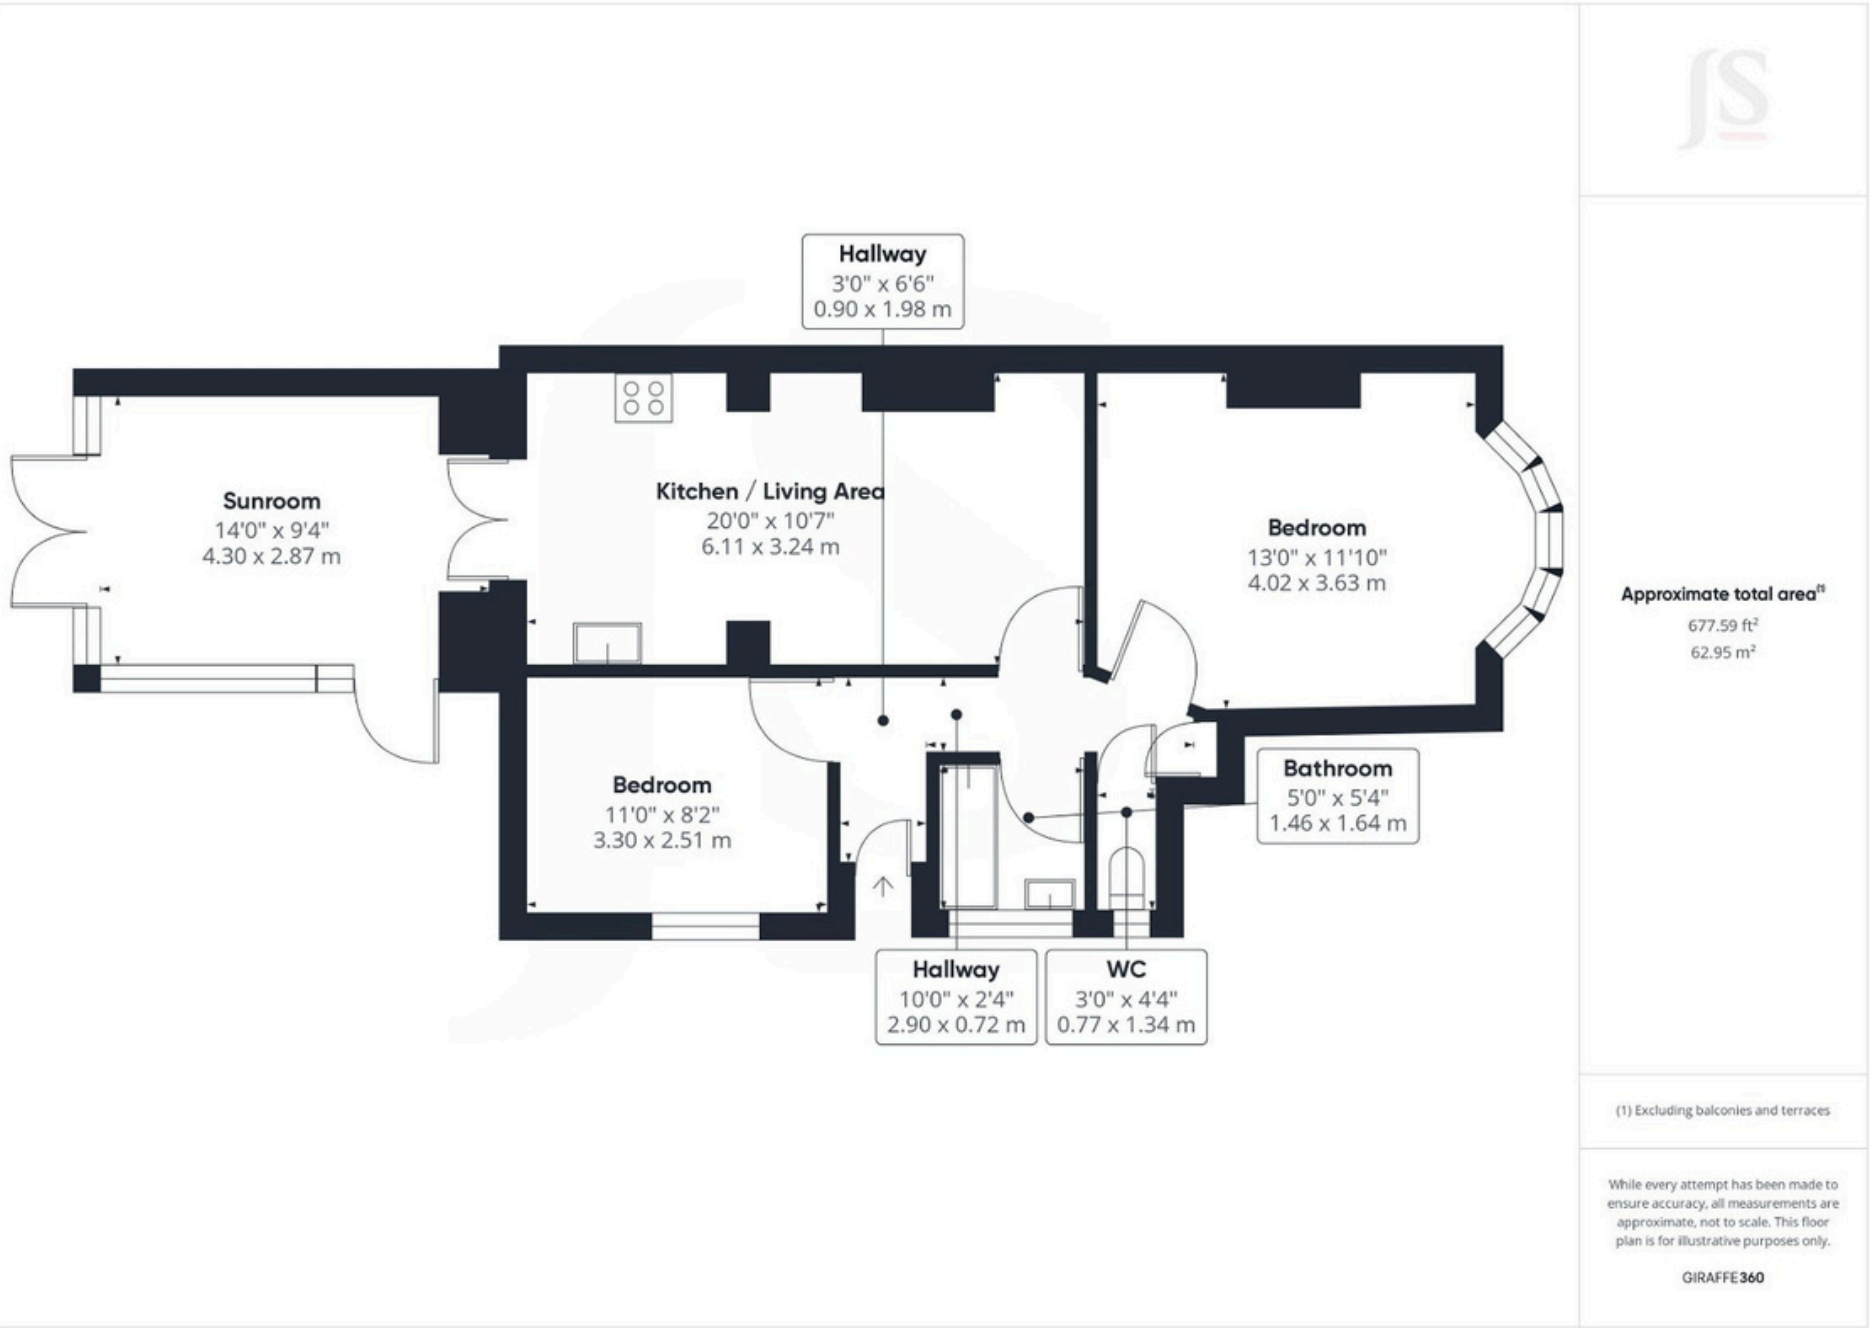 JS
Hallway
3'0" x 6'6"
0.90 x 1.98 m
Sunroom
14'0" x 9'4"
4.30 x 2.87 m
Kitchen / Living Area
20'0" x 10'7"
6.11 x 3.24 m
Bedroom
13'0" x 11'10"
4.02 x 3.63 m
Bedroom
11'0" x 8'2"
3.30 x 2.51 m
Bathroom
5'0" x 5'4"
1.46 x 1.64 m
Hallway
10'0" x 2'4"
2.90 x 0.72 m
WC
3'0" x 4'4"
0.77 x 1.34 m
Approximate total area⁽¹⁾
677.59 ft²
62.95 m²
(1) Excluding balconies and terraces
While every attempt has been made to
ensure accuracy, all measurements are
approximate, not to scale. This floor
plan is for illustrative purposes only.
GIRAFFE360